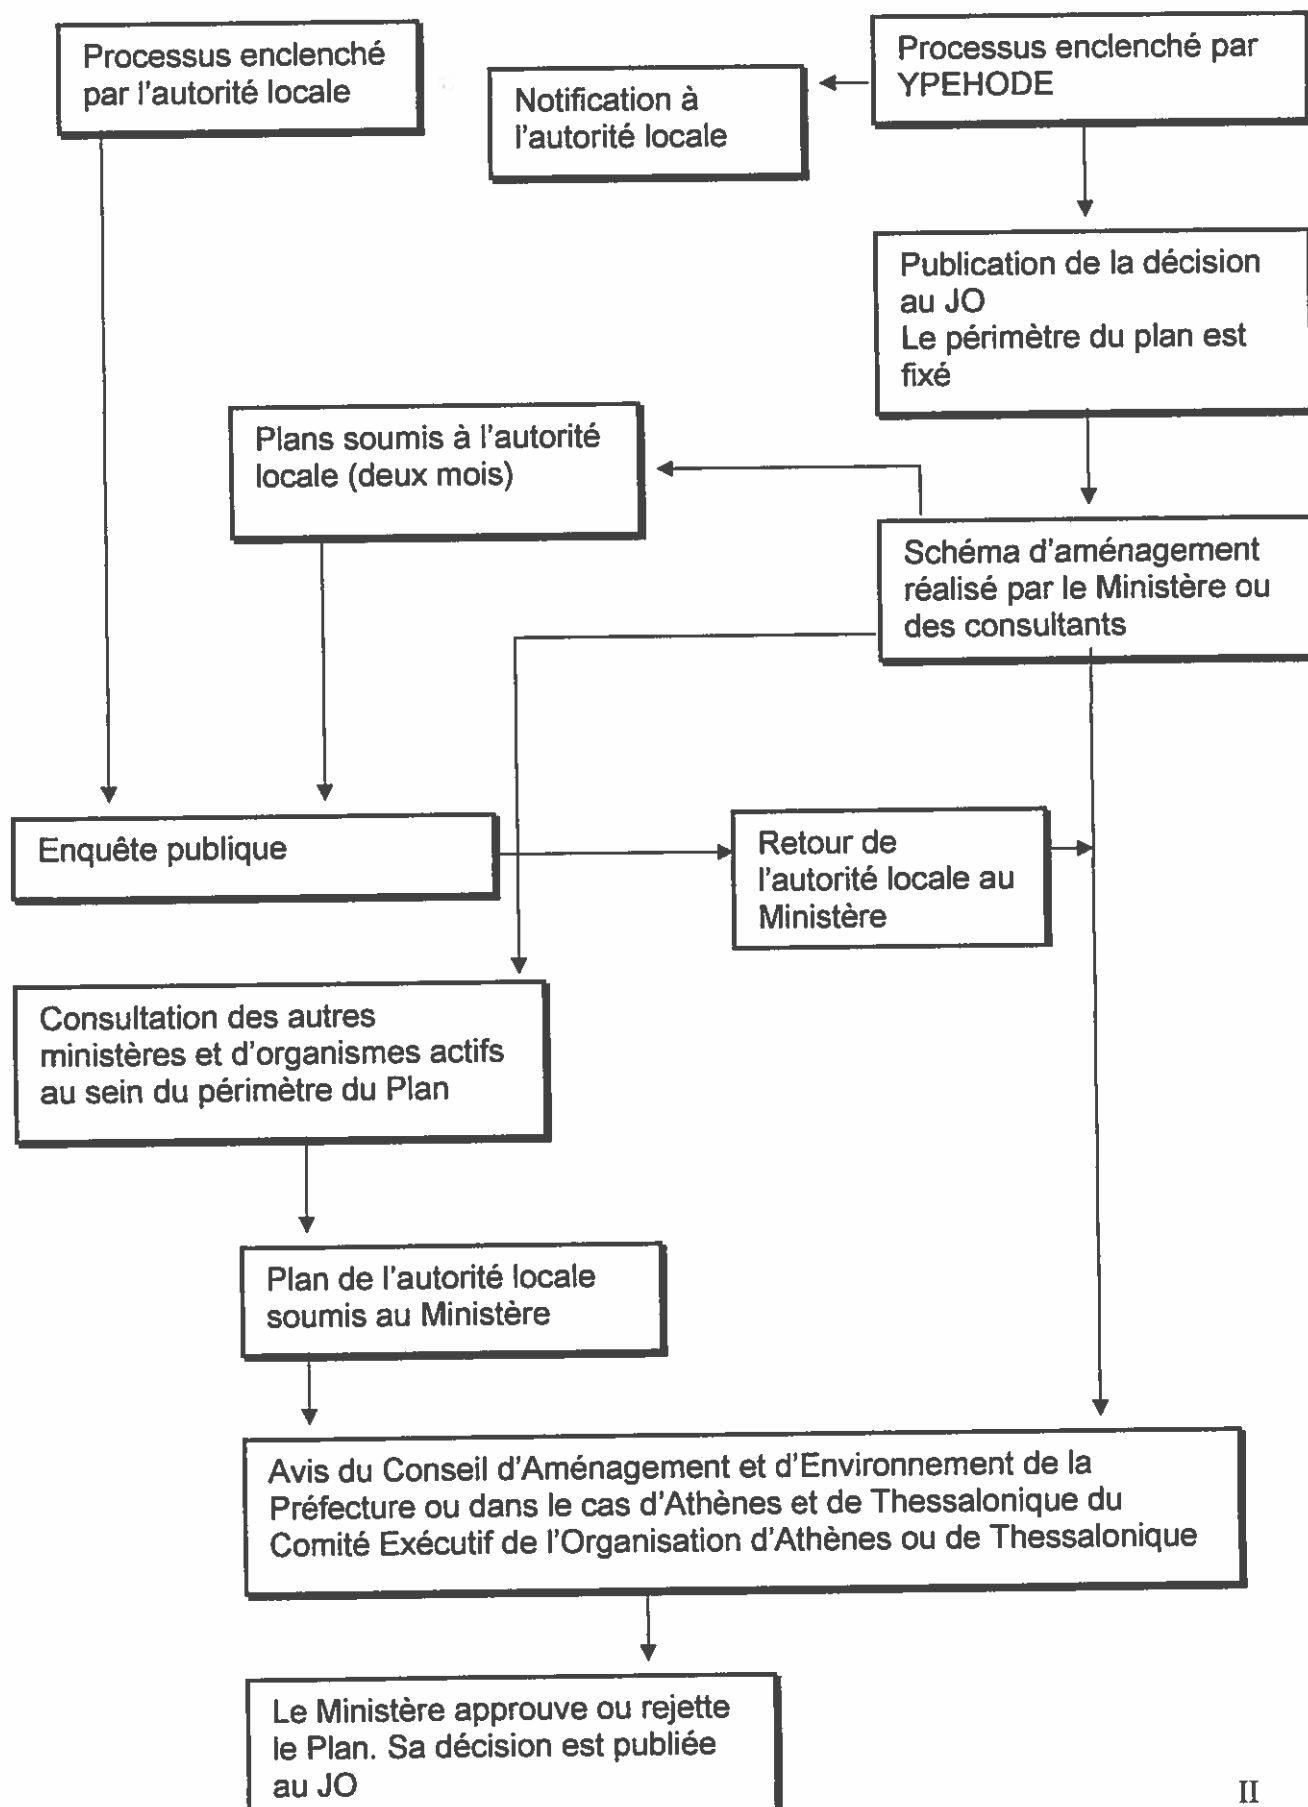 Processus enclenché
par l'autorité locale
Notification à
l'autorité locale
Processus enclenché par
YPEHODE
Publication de la décision
au JO
Le périmètre du plan est
fixé
Plans soumis à l'autorité
locale (deux mois)
Schéma d'aménagement
réalisé par le Ministère ou
des consultants
Enquête publique
Retour de
l'autorité locale au
Ministère
Consultation des autres
ministères et d'organismes actifs
au sein du périmètre du Plan
Plan de l'autorité locale
soumis au Ministère
Avis du Conseil d'Aménagement et d'Environnement de la
Préfecture ou dans le cas d'Athènes et de Thessalonique du
Comité Exécutif de l'Organisation d'Athènes ou de Thessalonique
Le Ministère approuve ou rejette
le Plan. Sa décision est publiée
au JO
II